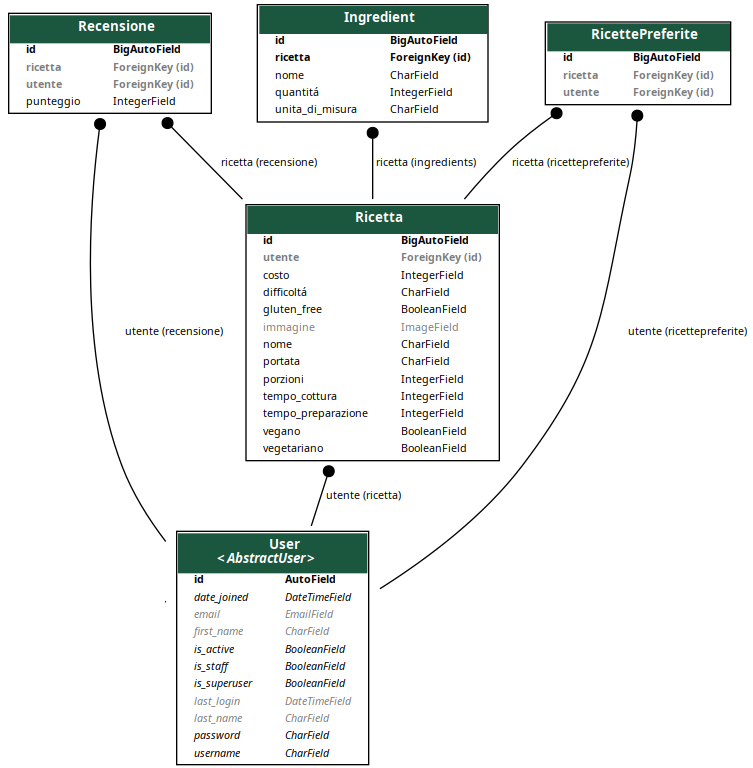 Recensione
id BigAutoField
ricetta ForeignKey (id)
utente ForeignKey (id)
punteggio IntegerField
Ingredient
id BigAutoField
ricetta ForeignKey (id)
nome CharField
quantitá IntegerField
unita_di_misura CharField
RicettePreferite
id BigAutoField
ricetta ForeignKey (id)
utente ForeignKey (id)
ricetta (recensione)
ricetta (ingredients)
ricetta (ricettepreferite)
Ricetta
id BigAutoField
utente ForeignKey (id)
costo IntegerField
difficoltá CharField
gluten_free BooleanField
immagine ImageField
nome CharField
portata CharField
porzioni IntegerField
tempo_cottura IntegerField
tempo_preparazione IntegerField
vegano BooleanField
vegetariano BooleanField
utente (recensione)
utente (ricettepreferite)
utente (ricetta)
User
<AbstractUser>
id AutoField
date_joined DateTimeField
email EmailField
first_name CharField
is_active BooleanField
is_staff BooleanField
is_superuser BooleanField
last_login DateTimeField
last_name CharField
password CharField
username CharField